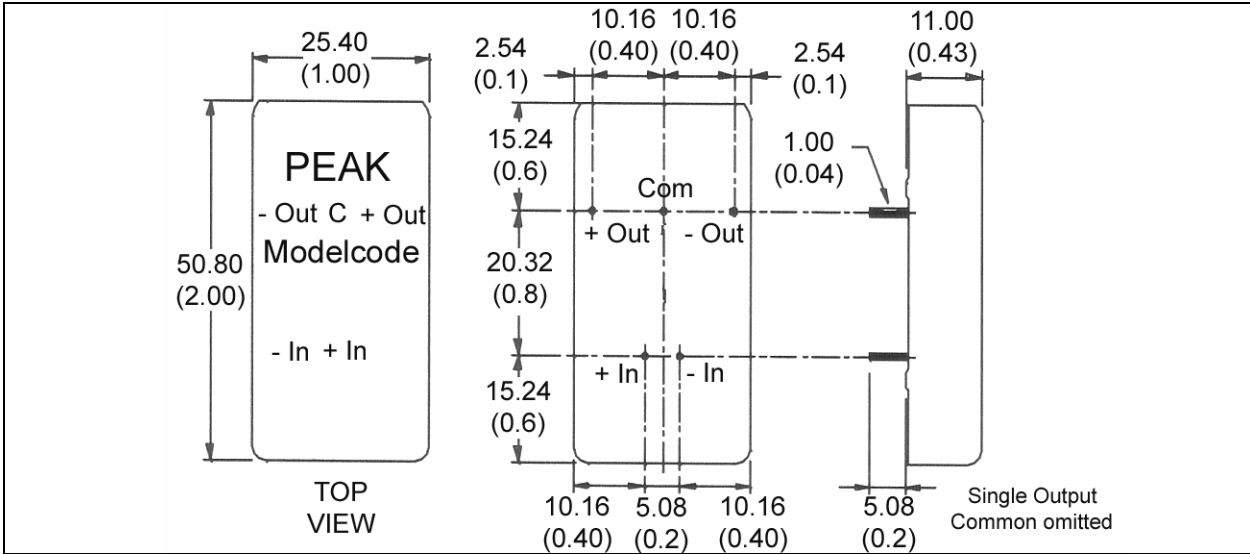 25.40
(1.00)
50.80
(2.00)
PEAK
- Out C + Out
Modelcode
- In + In
TOP
VIEW
10.16 10.16
(0.40) (0.40)
2.54
(0.1)
2.54
(0.1)
15.24
(0.6)
20.32
(0.8)
15.24
(0.6)
Com
+ Out - Out
+ In - In
10.16 5.08 10.16
(0.40) (0.2) (0.40)
11.00
(0.43)
1.00
(0.04)
5.08
(0.2)
Single Output
Common omitted